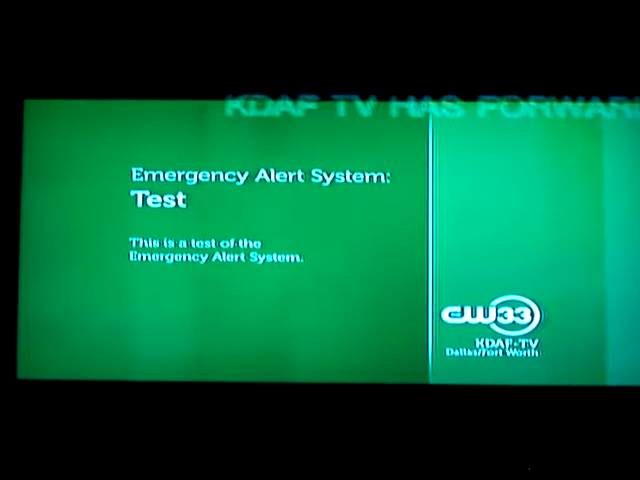 KDAF TV HAS FORWAR
Emergency Alert System:
Test
This is a test of the
Emergency Alert System.
CW33
KDAF-TV
Dallas/Fort Worth